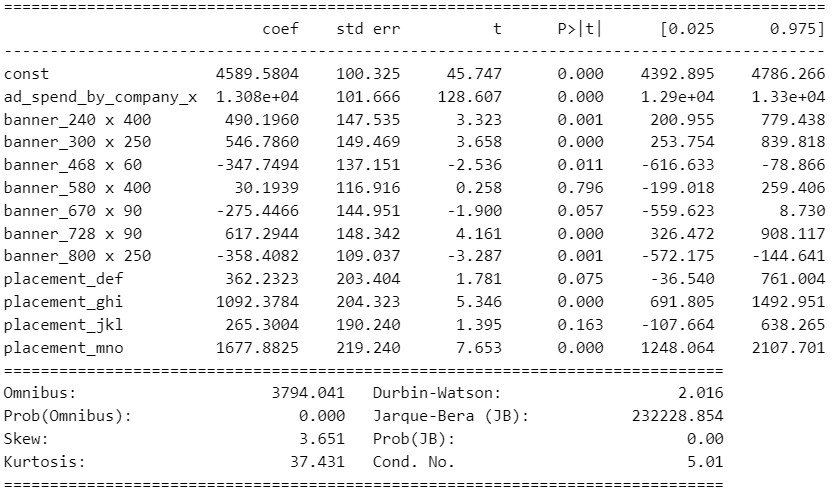 ==============================================================================
coef std err t P>|t| [0.025 0.975]
------------------------------------------------------------------------------
const 4589.5804 100.325 45.747 0.000 4392.895 4786.266
ad_spend_by_company_x 1.308e+04 101.666 128.607 0.000 1.29e+04 1.33e+04
banner_240 x 400 490.1960 147.535 3.323 0.001 200.955 779.438
banner_300 x 250 546.7860 149.469 3.658 0.000 253.754 839.818
banner_468 x 60 -347.7494 137.151 -2.536 0.011 -616.633 -78.866
banner_580 x 400 30.1939 116.916 0.258 0.796 -199.018 259.406
banner_670 x 90 -275.4466 144.951 -1.900 0.057 -559.623 8.730
banner_728 x 90 617.2944 148.342 4.161 0.000 326.472 908.117
banner_800 x 250 -358.4082 109.037 -3.287 0.001 -572.175 -144.641
placement_def 362.2323 203.404 1.781 0.075 -36.540 761.004
placement_ghi 1092.3784 204.323 5.346 0.000 691.805 1492.951
placement_jkl 265.3004 190.240 1.395 0.163 -107.664 638.265
placement_mno 1677.8825 219.240 7.653 0.000 1248.064 2107.701
==============================================================================
Omnibus: 3794.041 Durbin-Watson: 2.016
Prob(Omnibus): 0.000 Jarque-Bera (JB): 232228.854
Skew: 3.651 Prob(JB): 0.00
Kurtosis: 37.431 Cond. No. 5.01
==============================================================================